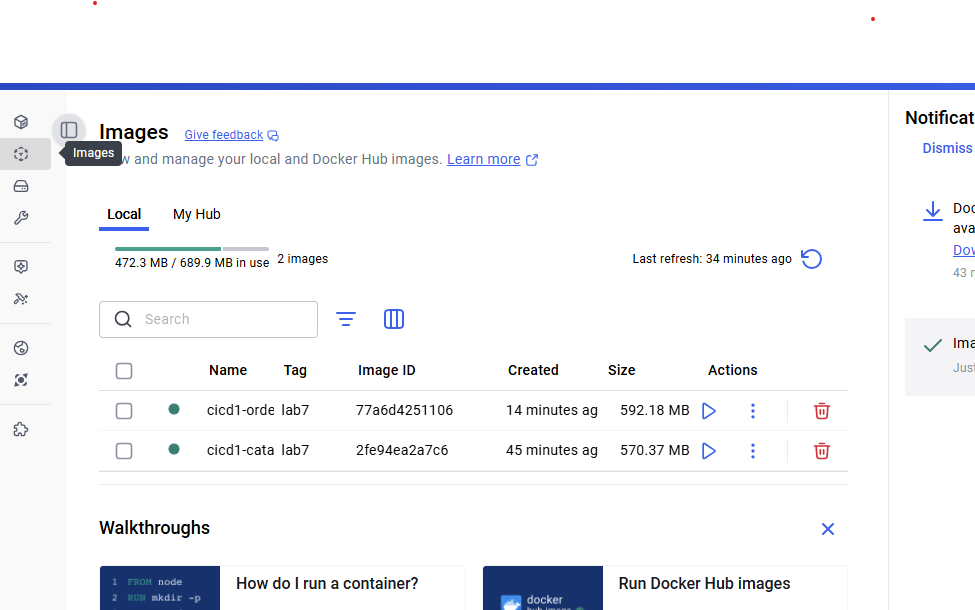 Images
Give feedback
Notificat
Images
w and manage your local and Docker Hub images. Learn more
Dismiss
Local
My Hub
Doc
ava
Dov
43 m
472.3 MB / 689.9 MB in use
2 images
Last refresh: 34 minutes ago
Search
Ima
Just
Name Tag Image ID Created Size Actions
cicd1-orde lab7 77a6d4251106 14 minutes ag 592.18 MB
cicd1-cata lab7 2fe94ea2a7c6 45 minutes ag 570.37 MB
Walkthroughs
1 FROM node
2 RUN mkdir -p
How do I run a container?
docker
hub image
Run Docker Hub images